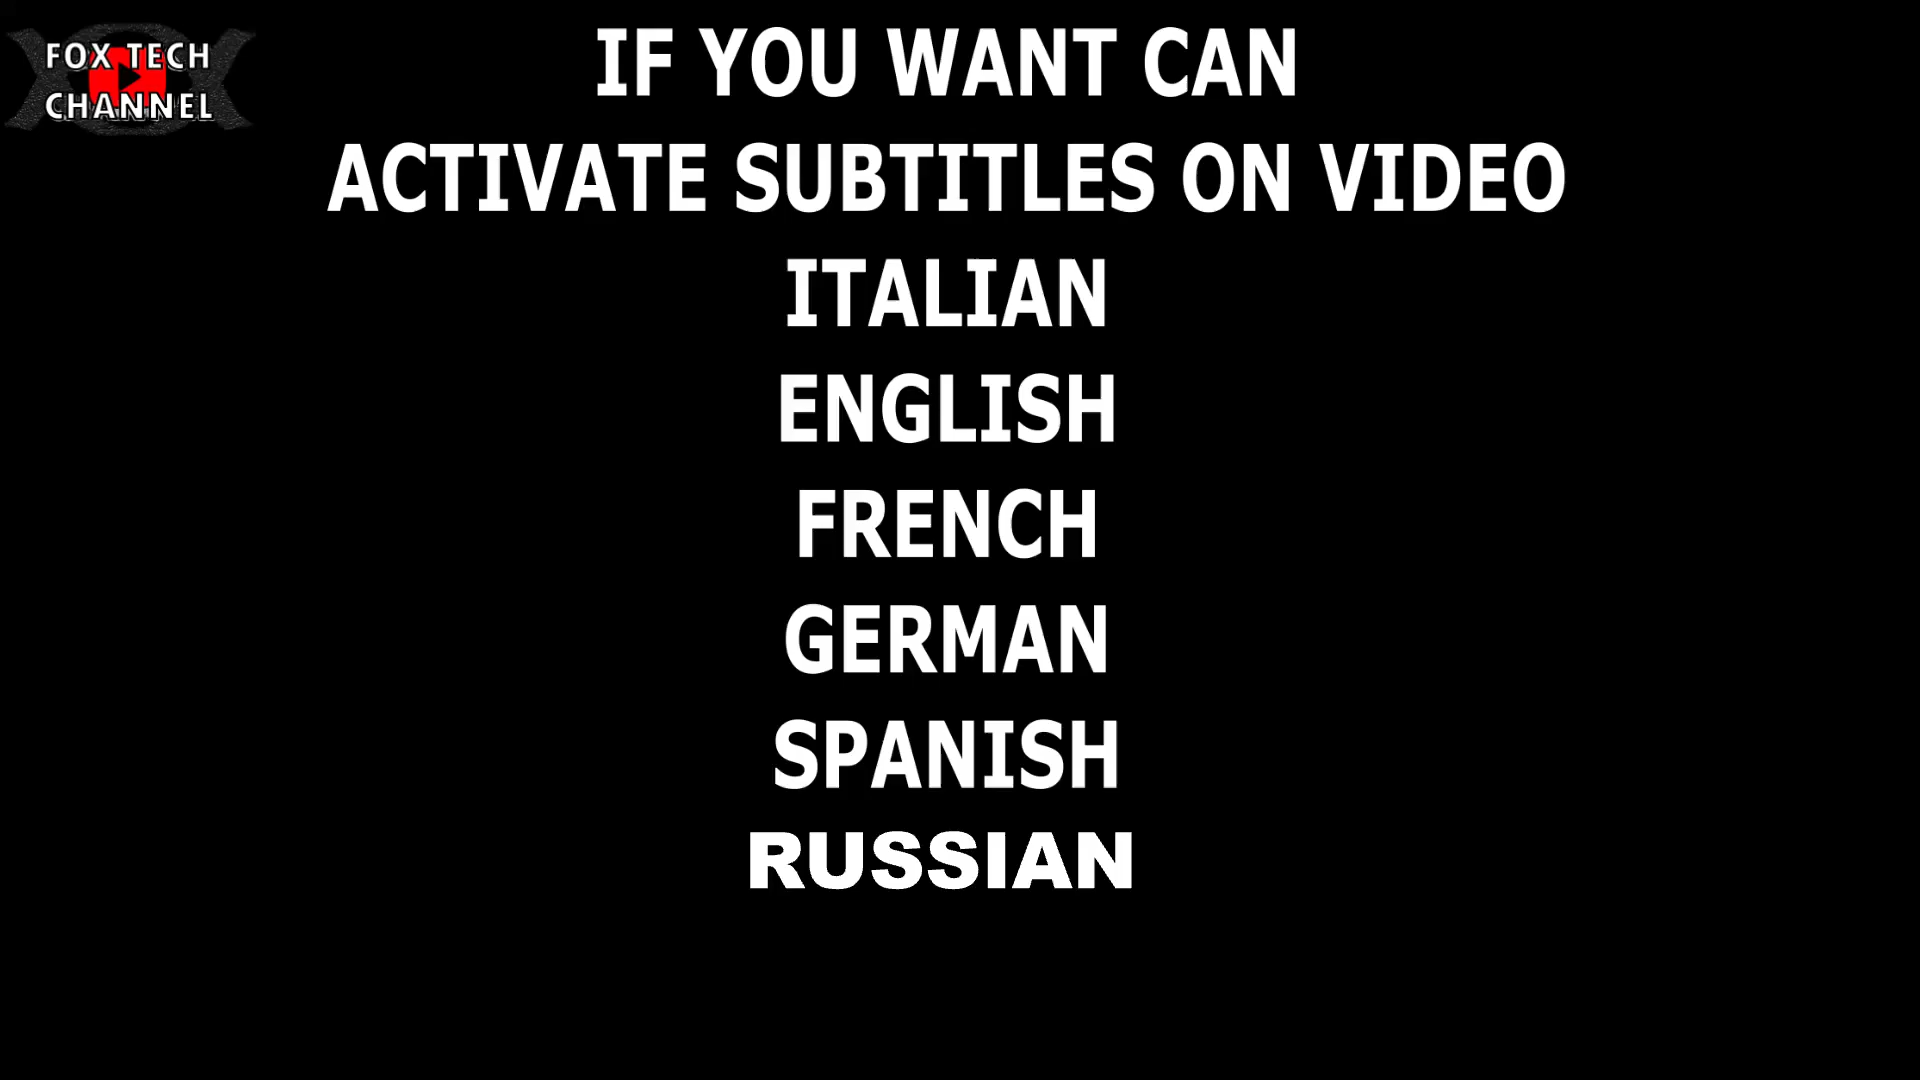 FOX TECH
CHANNEL
IF YOU WANT CAN
ACTIVATE SUBTITLES ON VIDEO
ITALIAN
ENGLISH
FRENCH
GERMAN
SPANISH
RUSSIAN